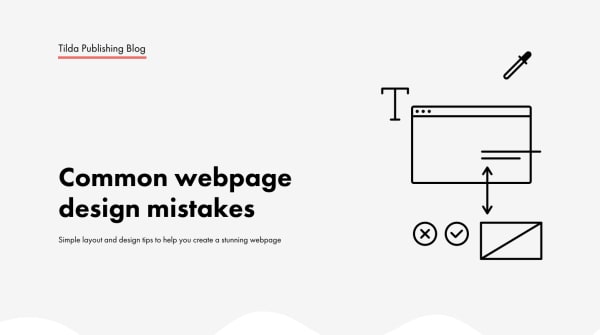 Tilda Publishing Blog
Common webpage
design mistakes
Simple layout and design tips to help you create a stunning webpage
T